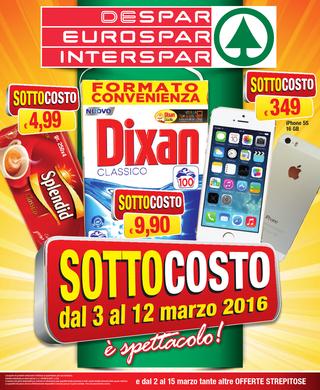 DESPAR
EUROSPAR
INTERSPAR
FORMATO
CONVENIENZA
SOTTOCOSTO
€ 4,99
SOTTOCOSTO
€ 349
iPhone 5S
16 GB
NUOVO
Dixan
CLASSICO
100
Splendid
Classico
SOTTOCOSTO
€ 9,90
SOTTOCOSTO
dal 3 al 12 marzo 2016
è spettacolo!
e dal 2 al 15 marzo tante altre OFFERTE STREPITOSE